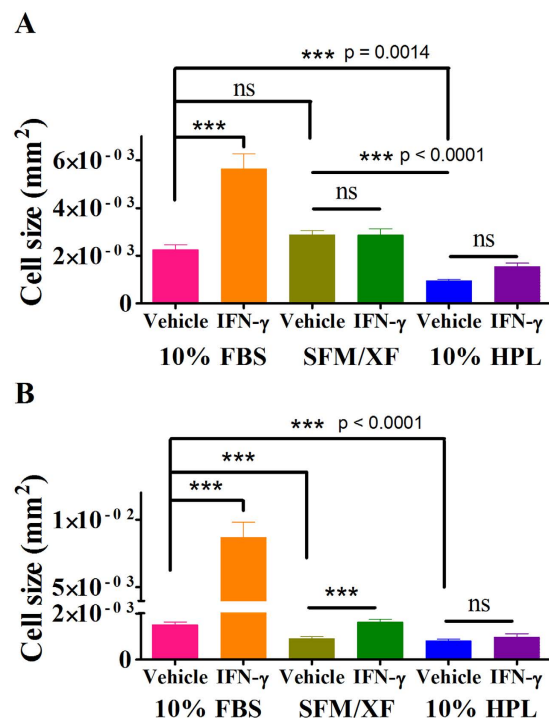 A
*** p = 0.0014
ns
***
*** p < 0.0001
ns
ns
Cell size (mm²)
6×10⁻⁰³
4×10⁻⁰³
2×10⁻⁰³
0
Vehicle IFN-γ Vehicle IFN-γ Vehicle IFN-γ
10% FBS SFM/XF 10% HPL
B
*** p < 0.0001
***
***
***
ns
Cell size (mm²)
1×10⁻⁰²
5×10⁻⁰³
2×10⁻⁰³
0
Vehicle IFN-γ Vehicle IFN-γ Vehicle IFN-γ
10% FBS SFM/XF 10% HPL